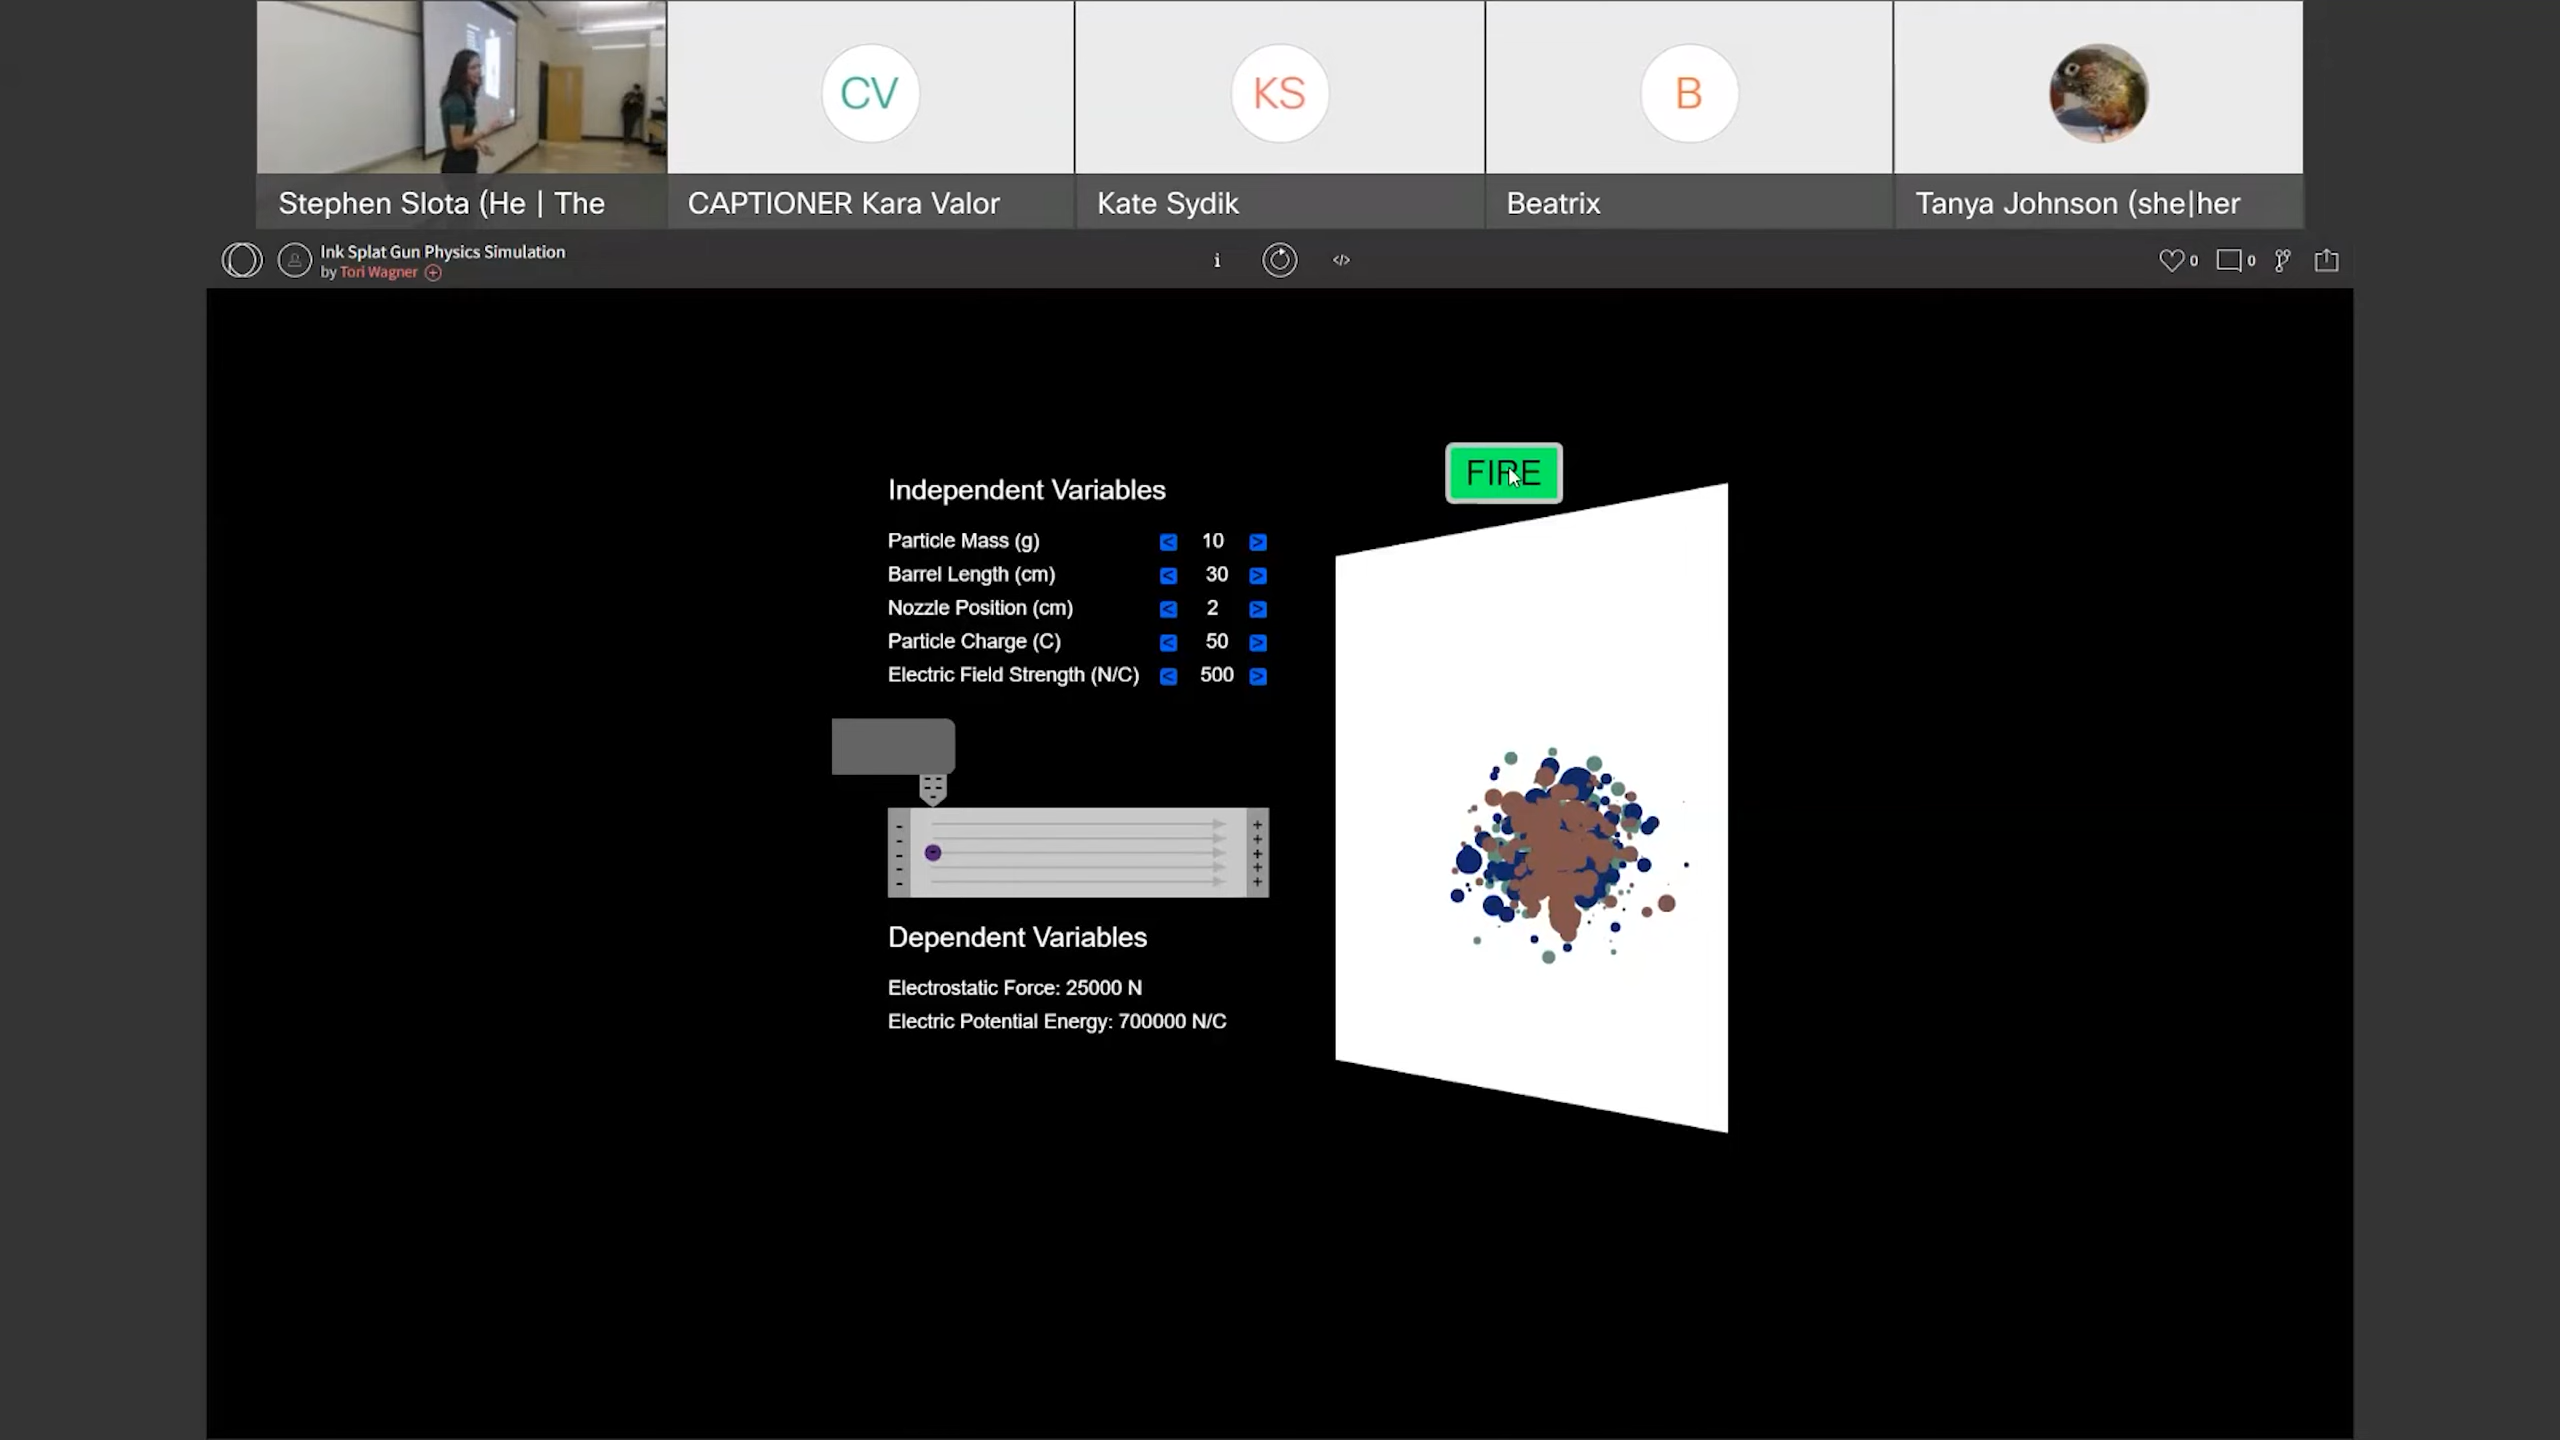 CV
KS
B
Stephen Slota (He | The
CAPTIONER Kara Valor
Kate Sydik
Beatrix
Tanya Johnson (she|her
Ink Splat Gun Physics Simulation
by Tori Wagner
i
</>
0
0
FIRE
Independent Variables
Particle Mass (g) < 10 >
Barrel Length (cm) < 30 >
Nozzle Position (cm) < 2 >
Particle Charge (C) < 50 >
Electric Field Strength (N/C) < 500 >
Dependent Variables
Electrostatic Force: 25000 N
Electric Potential Energy: 700000 N/C